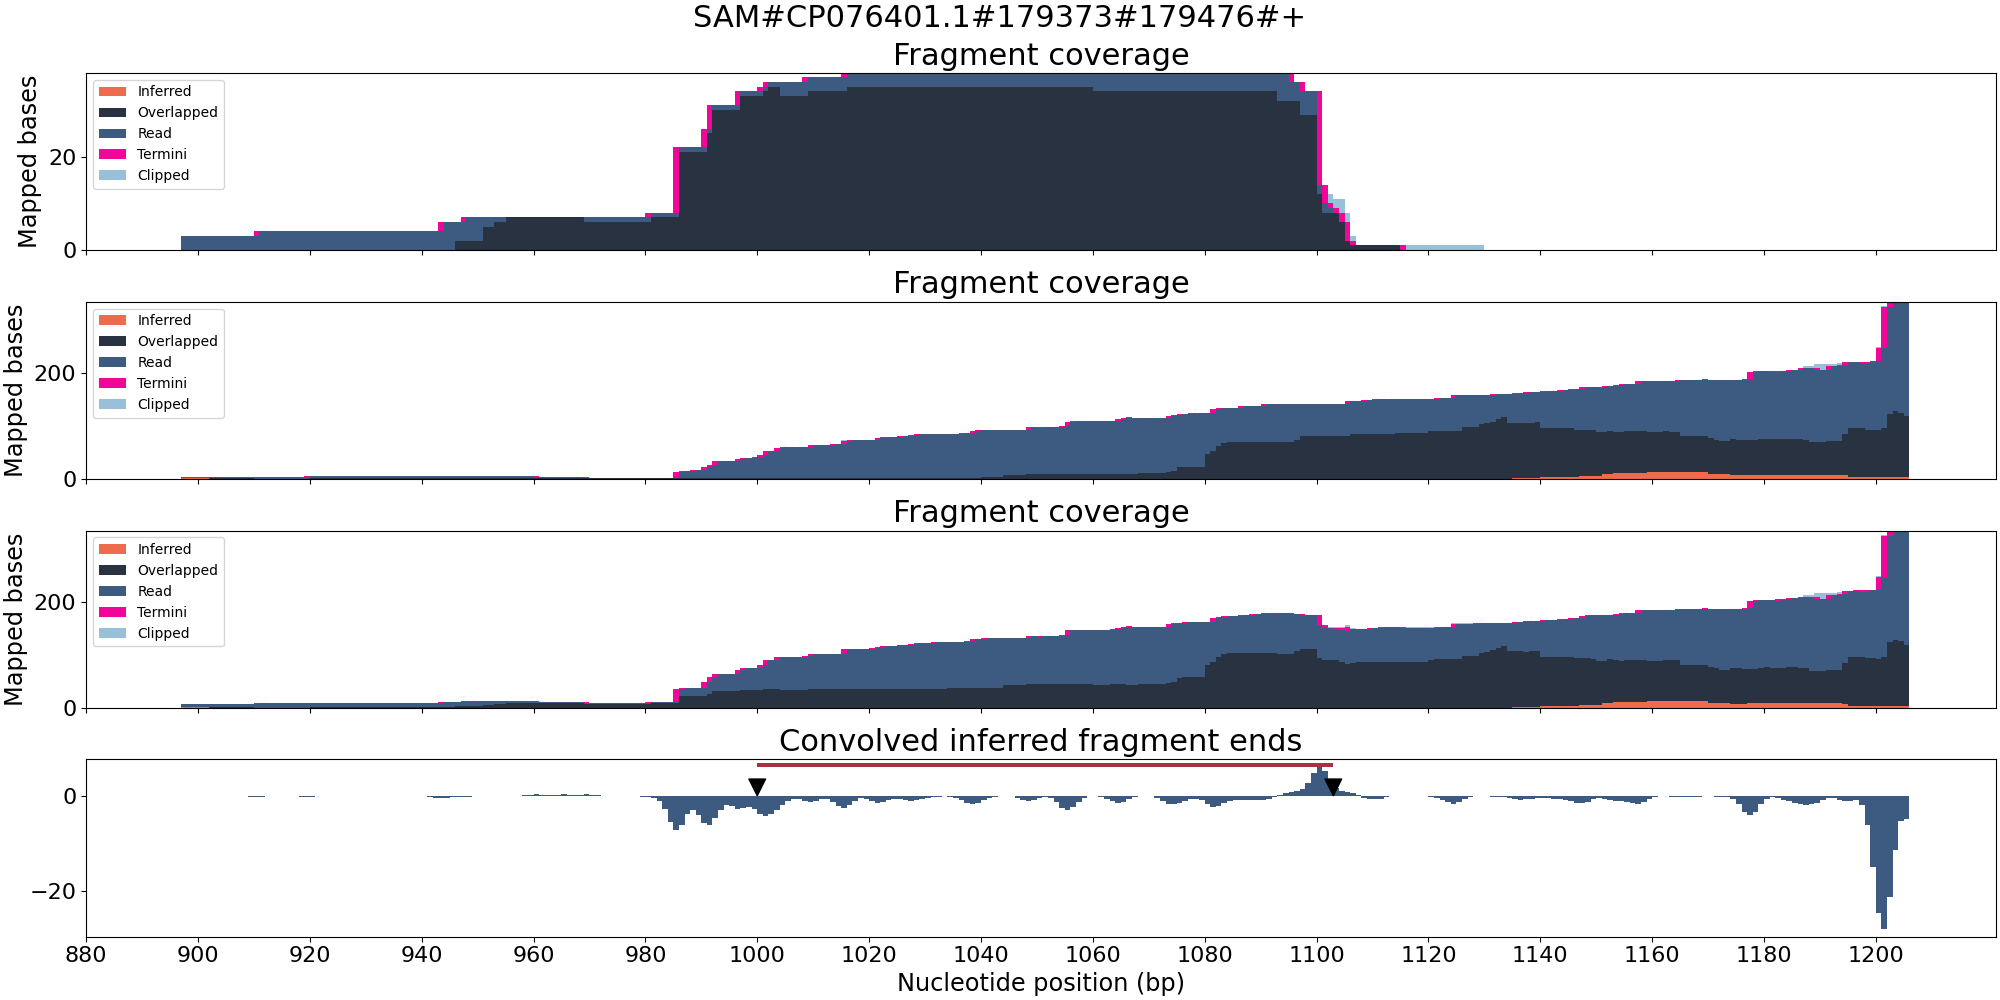 SAM#CP076401.1#179373#179476#+
Fragment coverage
Mapped bases
20
0
Inferred
Overlapped
Read
Termini
Clipped
Fragment coverage
Mapped bases
200
0
Inferred
Overlapped
Read
Termini
Clipped
Fragment coverage
Mapped bases
200
0
Inferred
Overlapped
Read
Termini
Clipped
Convolved inferred fragment ends
0
−20
880 900 920 940 960 980 1000 1020 1040 1060 1080 1100 1120 1140 1160 1180 1200
Nucleotide position (bp)